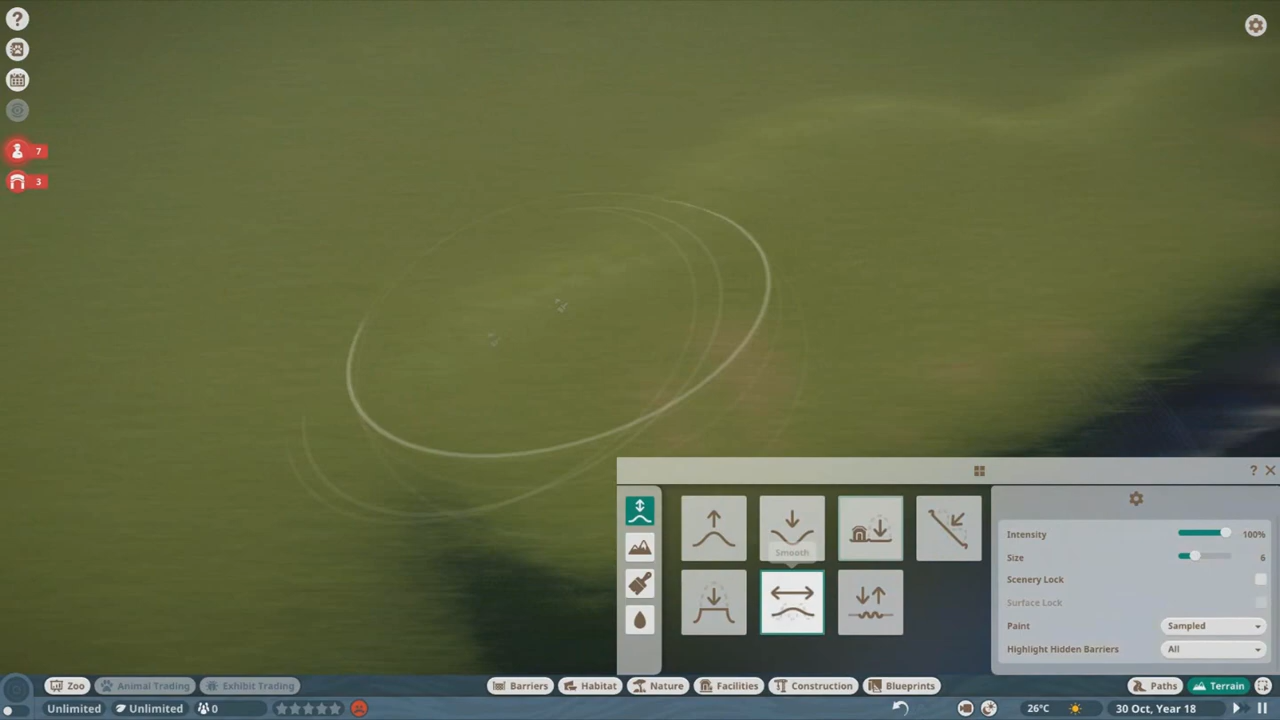 ?
7
3
? X
Smooth
Intensity 100%
Size 6
Scenery Lock
Surface Lock
Paint Sampled
Highlight Hidden Barriers All
Zoo Animal Trading Exhibit Trading Barriers Habitat Nature Facilities Construction Blueprints Paths Terrain
Unlimited Unlimited 0 26°C 30 Oct, Year 18